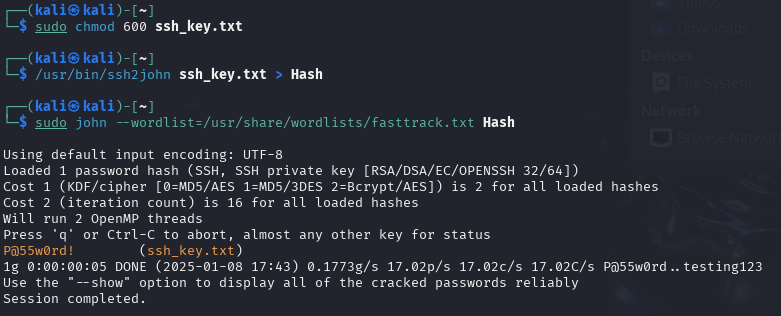 ┌──(kali㉿kali)-[~]
└─$ sudo chmod 600 ssh_key.txt
┌──(kali㉿kali)-[~]
└─$ /usr/bin/ssh2john ssh_key.txt > Hash
┌──(kali㉿kali)-[~]
└─$ sudo john --wordlist=/usr/share/wordlists/fasttrack.txt Hash
Using default input encoding: UTF-8
Loaded 1 password hash (SSH, SSH private key [RSA/DSA/EC/OPENSSH 32/64])
Cost 1 (KDF/cipher [0=MD5/AES 1=MD5/3DES 2=Bcrypt/AES]) is 2 for all loaded hashes
Cost 2 (iteration count) is 16 for all loaded hashes
Will run 2 OpenMP threads
Press 'q' or Ctrl-C to abort, almost any other key for status
P@55w0rd!        (ssh_key.txt)
1g 0:00:00:05 DONE (2025-01-08 17:43) 0.1773g/s 17.02p/s 17.02c/s 17.02C/s P@55w0rd..testing123
Use the "--show" option to display all of the cracked passwords reliably
Session completed.
Videos
Downloads
Devices
File System
Network
Browse Network